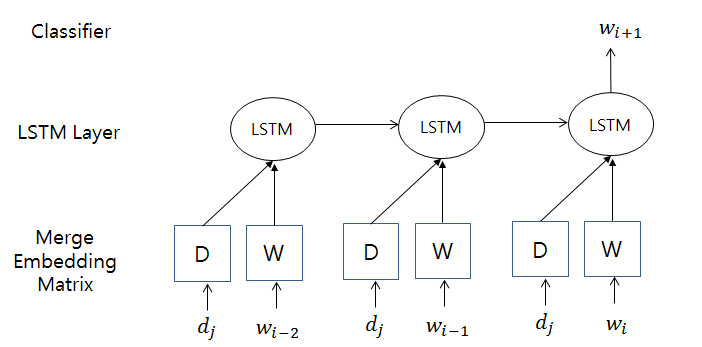 Classifier
w_{i+1}
LSTM Layer
LSTM LSTM LSTM
Merge
Embedding
Matrix
D W D W D W
d_j w_{i-2} d_j w_{i-1} d_j w_i